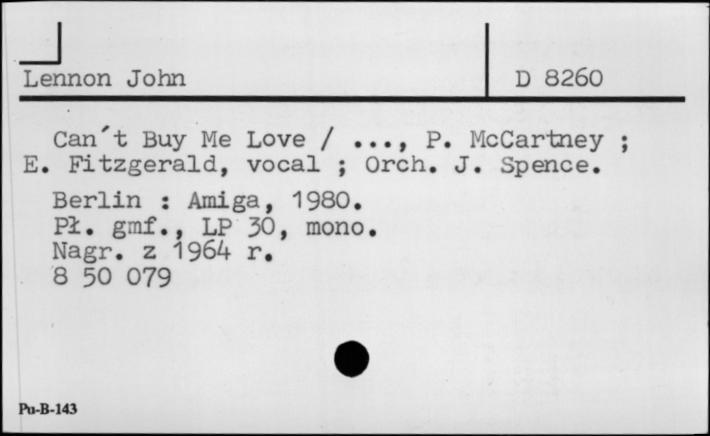 Lennon John D 8260
Can´t Buy Me Love / ..., P. McCartney ;
E. Fitzgerald, vocal ; Orch. J. Spence.
Berlin : Amiga, 1980.
Pł. gmf., LP 30, mono.
Nagr. z 1964 r.
8 50 079
Pu-B-143